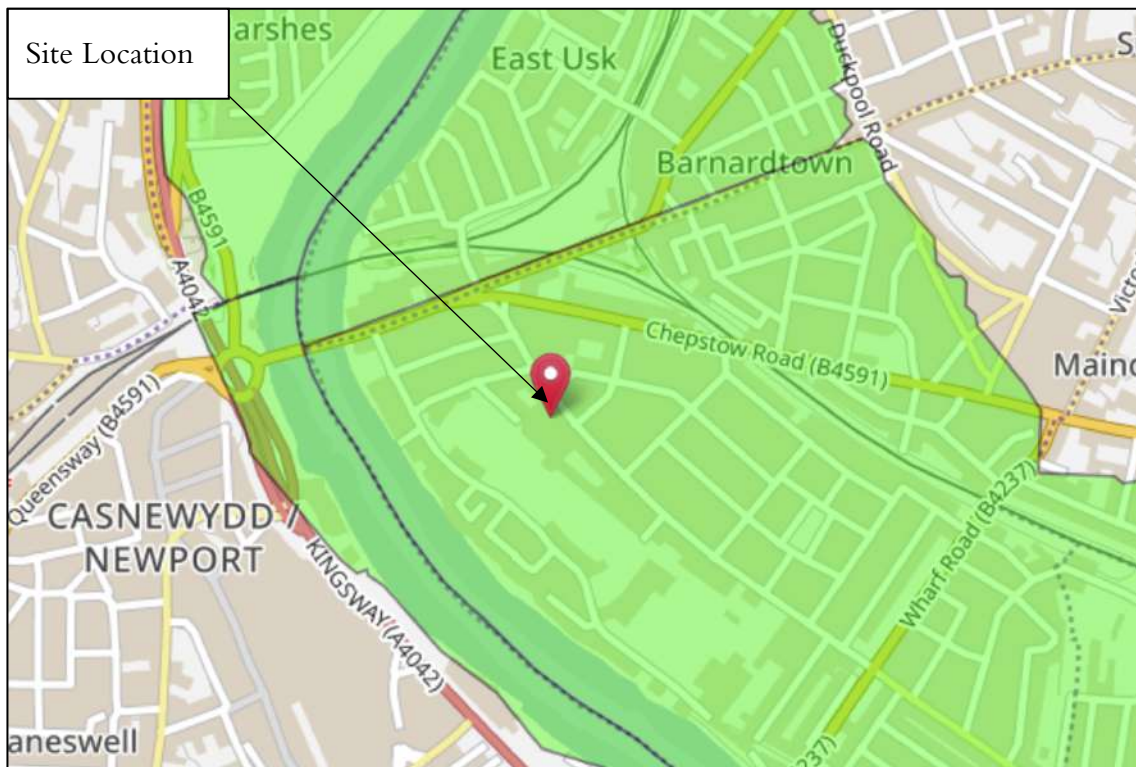 Site Location
arshes
East Usk
Duckpool Road
S
Barnardtown
B4591
A4042
Victo
Chepstow Road (B4591)
Maind
Queensway (B4591)
CASNEWYDD /
NEWPORT
KINGSWAY (A4042)
Wharf Road (B4237)
aneswell
237)